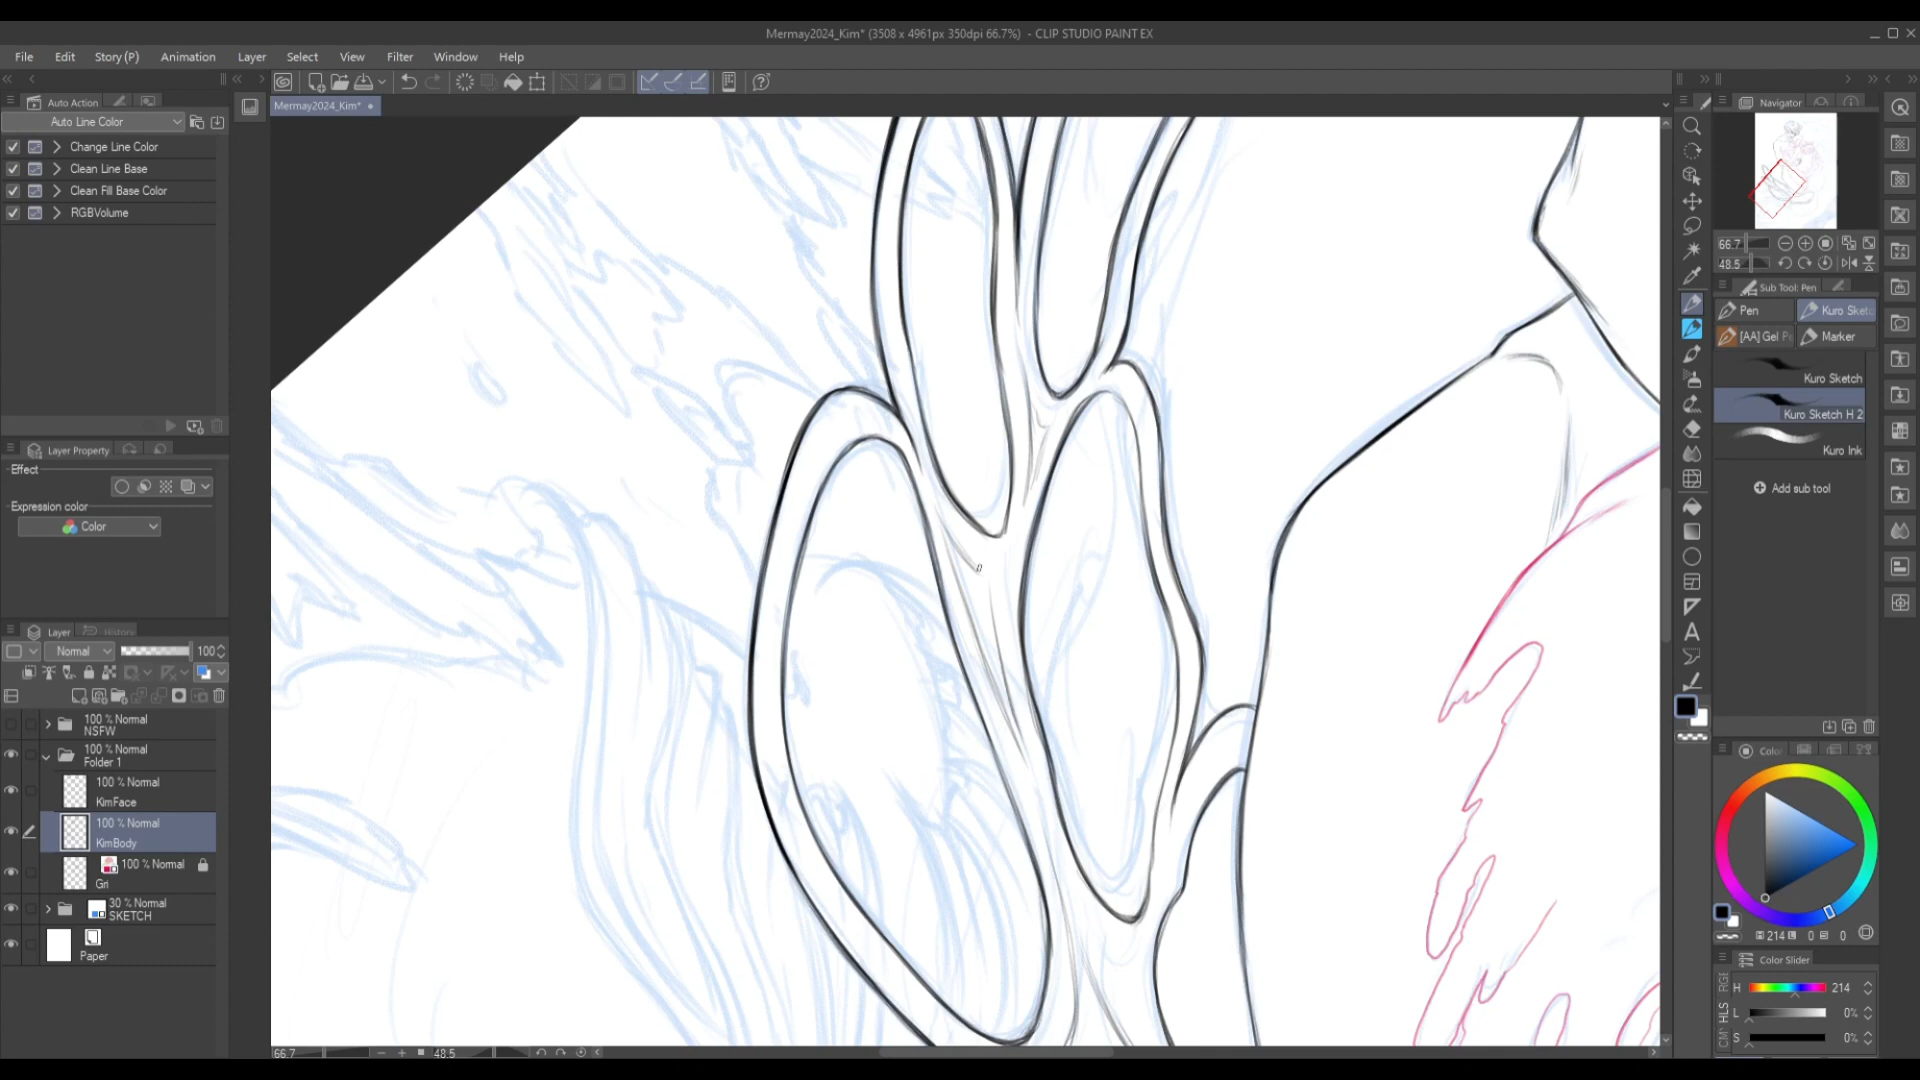 Mermay2024_Kim* (3508 x 4961px 350dpi 66.7%) - CLIP STUDIO PAINT EX
File Edit Story (P) Animation Layer Select View Filter Window Help
Mermay2024_Kim*
Auto Action
Auto Line Color
Change Line Color
Clean Line Base
Clean Fill Base Color
RGBVolume
Layer Property
Effect
Expression color
Color
Layer History
Normal 100
100 % Normal
NSFW
100 % Normal
Folder 1
100 % Normal
KimFace
100 % Normal
KimBody
100 % Normal
Gri
30 % Normal
SKETCH
Paper
66.7 48.5
Navigator
66.7
48.5
Sub Tool: Pen
Pen Kuro Sketc
[AA] Gel P Marker
Kuro Sketch
Kuro Sketch H 2
Kuro Ink
Add sub tool
Colo
214 0 0
Color Slider
RGB
HLS
CM
H 214
L 0%
S 0%